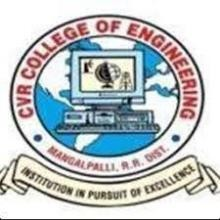 CVR COLLEGE OF ENGINEERING
MANGALPALLI, R.R. DIST.
INSTITUTION IN PURSUIT OF EXCELLENCE